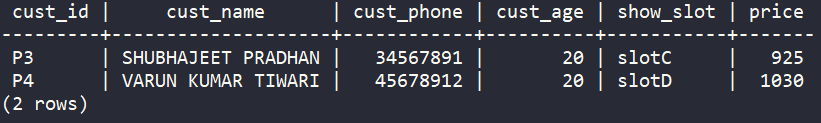 cust_id |     cust_name       | cust_phone | cust_age | show_slot | price
---------+---------------------+------------+----------+-----------+-------
 P3      | SHUBHAJEET PRADHAN |   34567891 |       20 | slotC     |   925
 P4      | VARUN KUMAR TIWARI |   45678912 |       20 | slotD     |  1030
(2 rows)